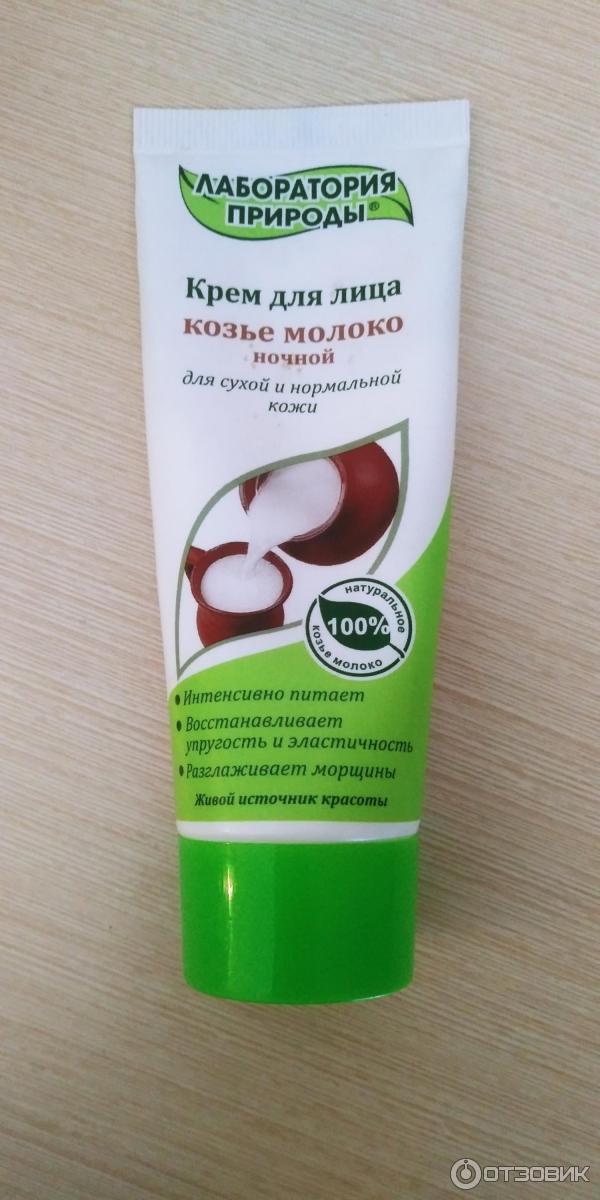 ЛАБОРАТОРИЯ
ПРИРОДЫ®
Крем для лица
козье молоко
ночной
для сухой и нормальной
кожи
натуральное
100%
козье молоко
• Интенсивно питает
• Восстанавливает
упругость и эластичность
• Разглаживает морщины
Живой источник красоты
ОТЗОВИК